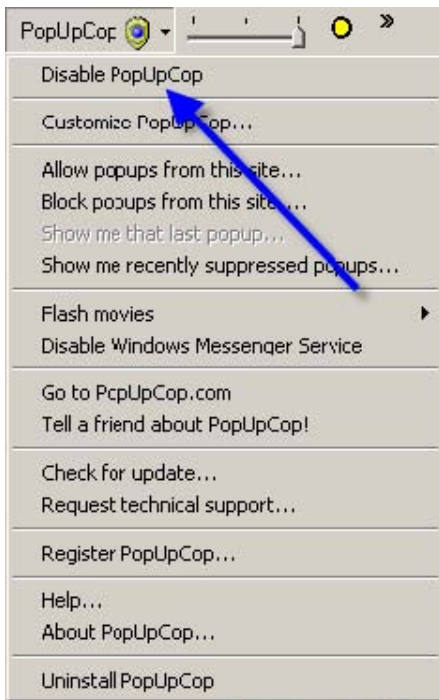 PopUpCop
»
Disable PopUpCop
Customize PopUpCop...
Allow popups from this site...
Block popups from this site...
Show me that last popup...
Show me recently suppressed popups...
Flash movies
Disable Windows Messenger Service
Go to PopUpCop.com
Tell a friend about PopUpCop!
Check for update...
Request technical support...
Register PopUpCop...
Help...
About PopUpCop...
Uninstall PopUpCop